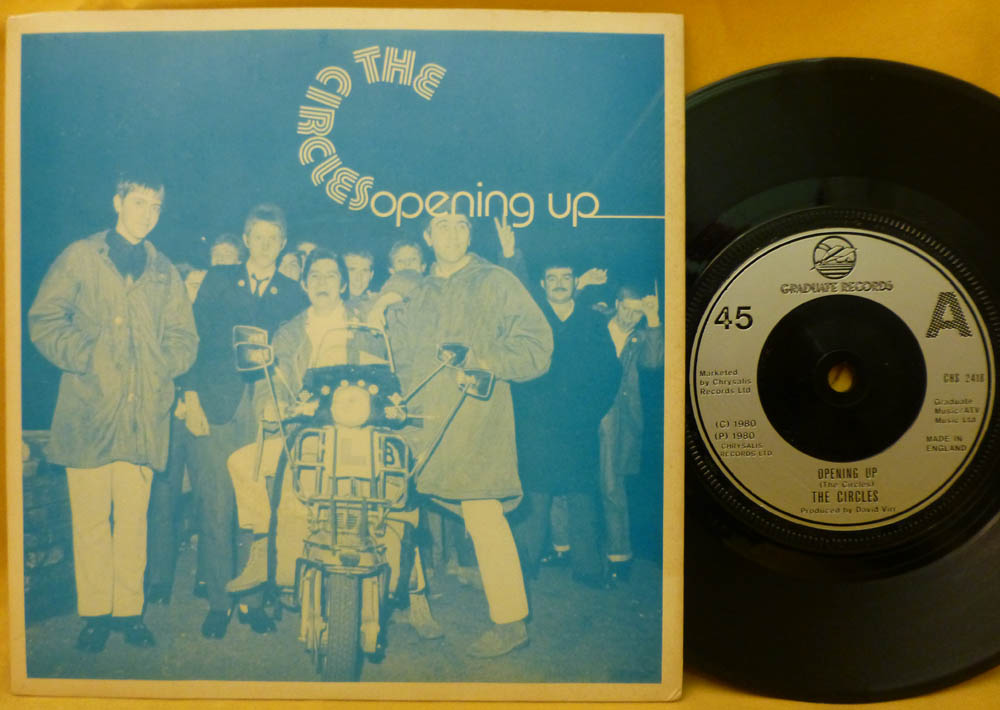 THE
CIRCLES
opening up
B
GRADUATE RECORDS
45
A
Marketed
by Chrysalis
Records Ltd
CHS 2418
Graduate
Music/ATV
Music Ltd
(C) 1980
(P) 1980
CHRYSALIS
RECORDS LTD.
MADE IN
ENGLAND
OPENING UP
(The Circles)
THE CIRCLES
Produced by David Virr